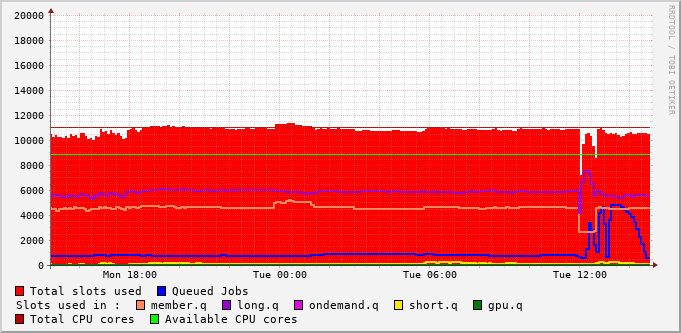 20000
18000
16000
14000
12000
10000
8000
6000
4000
2000
0
Mon 18:00 Tue 00:00 Tue 06:00 Tue 12:00
Total slots used Queued Jobs
Slots used in : member.q long.q ondemand.q short.q gpu.q
Total CPU cores Available CPU cores
RRDTOOL / TOBI OETIKER